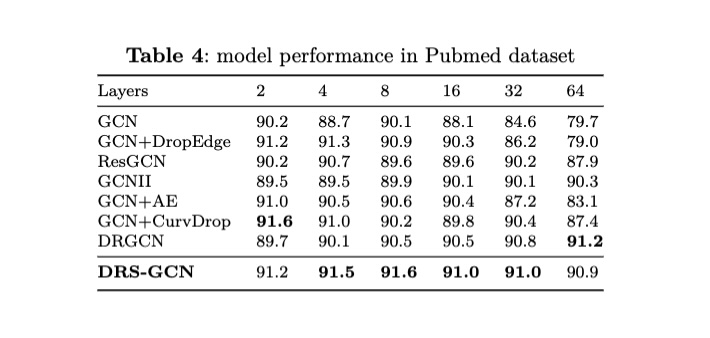 Table 4: model performance in Pubmed dataset
Layers 2 4 8 16 32 64
GCN 90.2 88.7 90.1 88.1 84.6 79.7
GCN+DropEdge 91.2 91.3 90.9 90.3 86.2 79.0
ResGCN 90.2 90.7 89.6 89.6 90.2 87.9
GCNII 89.5 89.5 89.9 90.1 90.1 90.3
GCN+AE 91.0 90.5 90.6 90.4 87.2 83.1
GCN+CurvDrop 91.6 91.0 90.2 89.8 90.4 87.4
DRGCN 89.7 90.1 90.5 90.5 90.8 91.2
DRS-GCN 91.2 91.5 91.6 91.0 91.0 90.9